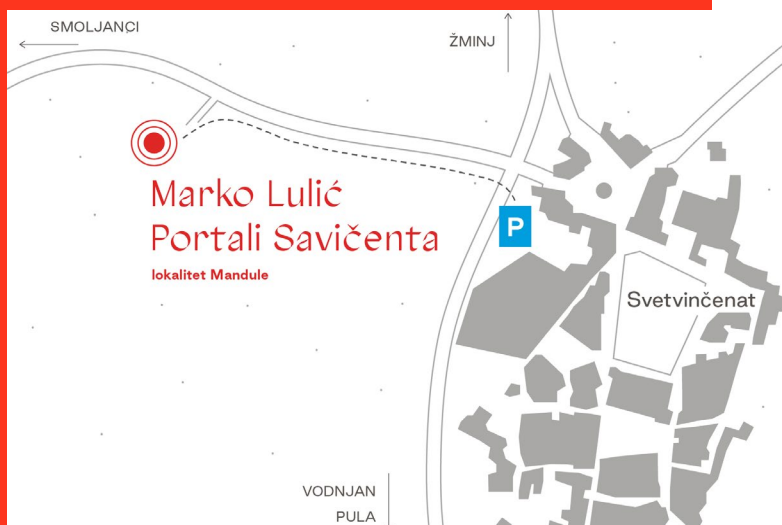 SMOLJANCI
ŽMINJ
Marko Lulić
Portali Savičenta
lokalitet Mandule
P
Svetvinčenat
VODNJAN
PULA